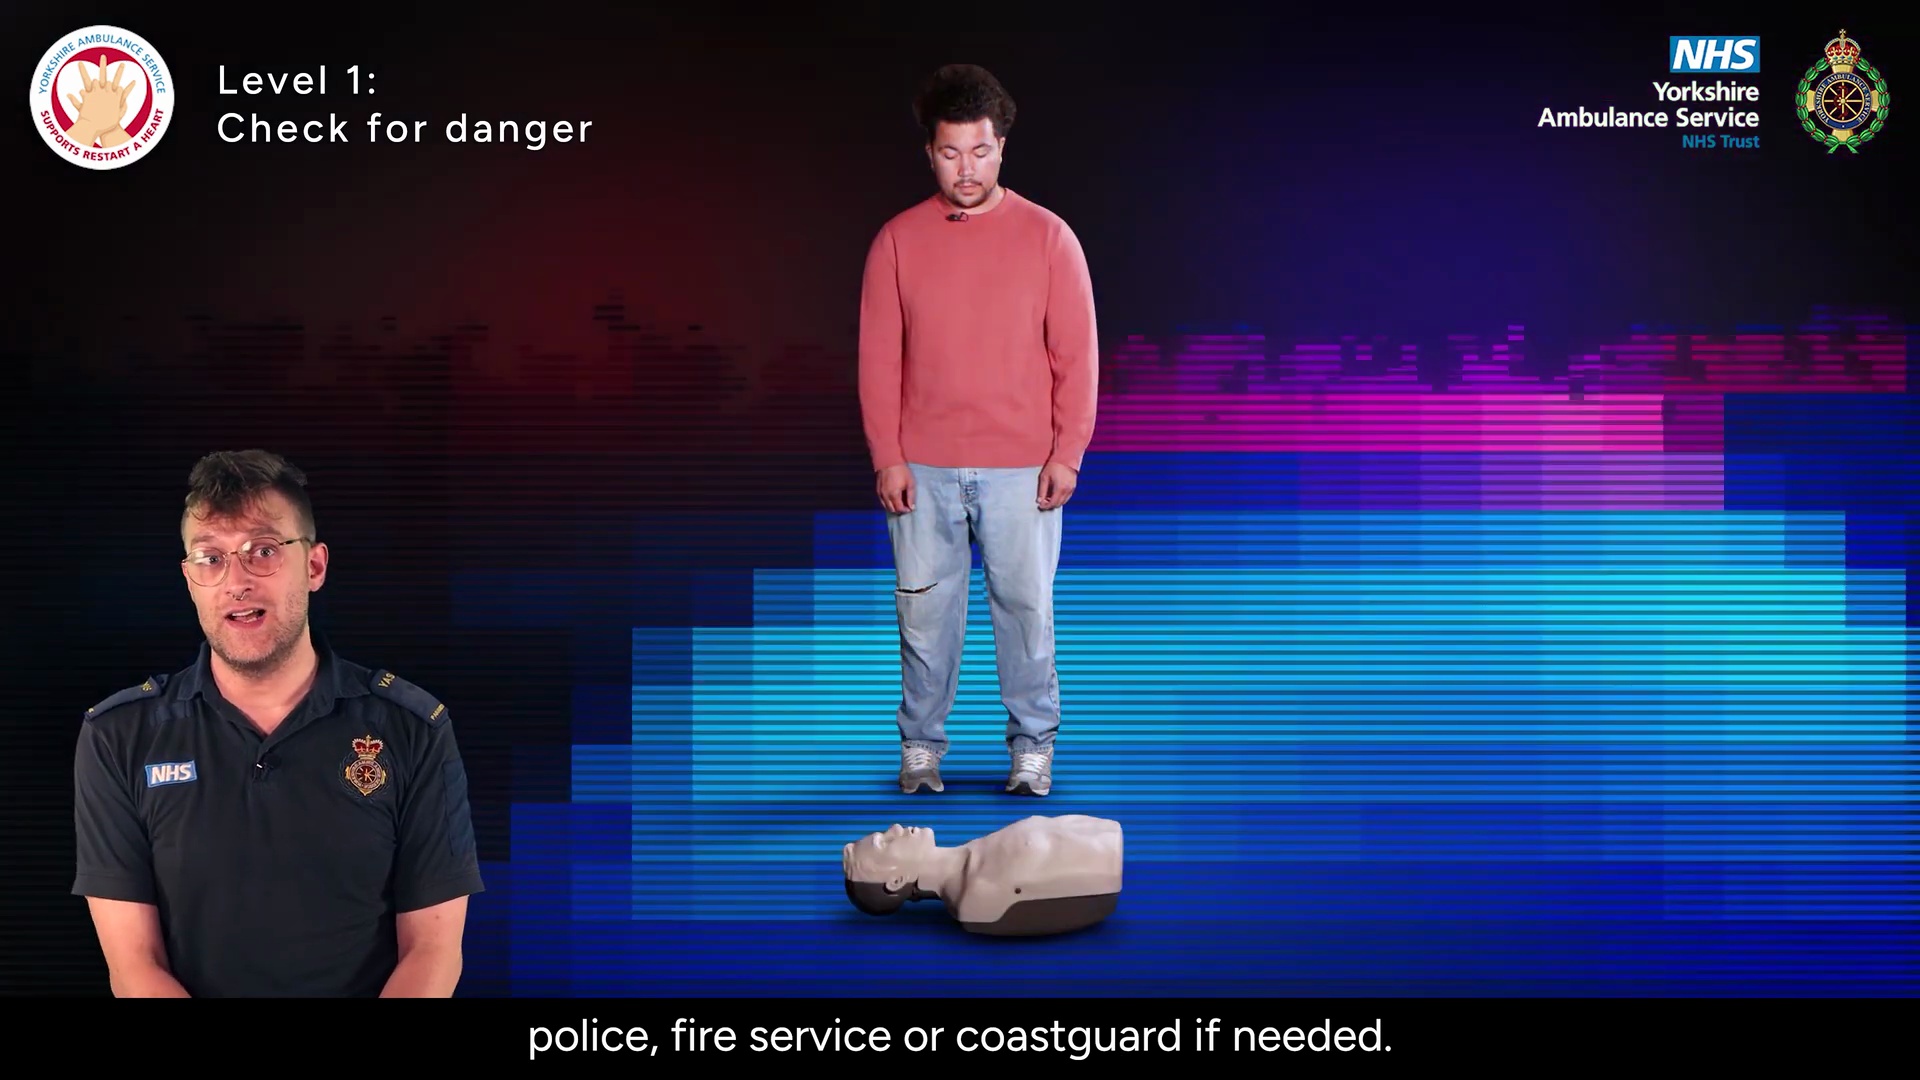 YORKSHIRE AMBULANCE SERVICE
SUPPORTS RESTART A HEART
Level 1:
Check for danger
NHS
Yorkshire
Ambulance Service
NHS Trust
YAS
NHS
police, fire service or coastguard if needed.